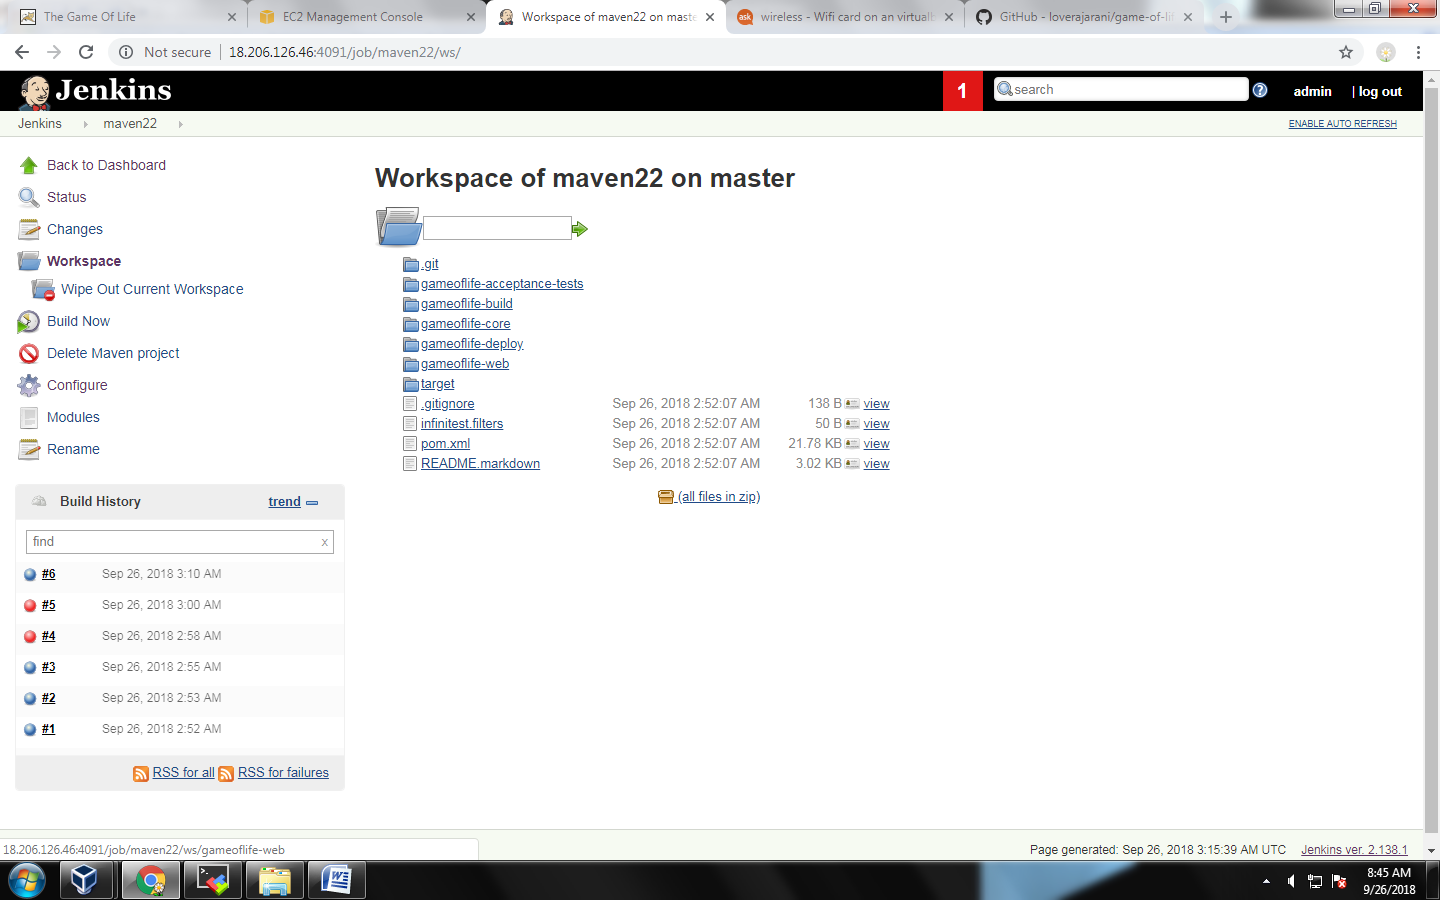 The Game Of Life
EC2 Management Console
Workspace of maven22 on maste
wireless - Wifi card on an virtual
GitHub - loverajarani/game-of-li
Not secure | 18.206.126.46:4091/job/maven22/ws/
Jenkins
1
search
admin
| log out
Jenkins
maven22
ENABLE AUTO REFRESH
Back to Dashboard
Status
Changes
Workspace
Wipe Out Current Workspace
Build Now
Delete Maven project
Configure
Modules
Rename
Build History
trend
find
x
#6 Sep 26, 2018 3:10 AM
#5 Sep 26, 2018 3:00 AM
#4 Sep 26, 2018 2:58 AM
#3 Sep 26, 2018 2:55 AM
#2 Sep 26, 2018 2:53 AM
#1 Sep 26, 2018 2:52 AM
RSS for all RSS for failures
Workspace of maven22 on master
.git
gameoflife-acceptance-tests
gameoflife-build
gameoflife-core
gameoflife-deploy
gameoflife-web
target
.gitignore Sep 26, 2018 2:52:07 AM 138 B view
infinitest.filters Sep 26, 2018 2:52:07 AM 50 B view
pom.xml Sep 26, 2018 2:52:07 AM 21.78 KB view
README.markdown Sep 26, 2018 2:52:07 AM 3.02 KB view
(all files in zip)
18.206.126.46:4091/job/maven22/ws/gameoflife-web
Page generated: Sep 26, 2018 3:15:39 AM UTC
Jenkins ver. 2.138.1
8:45 AM
9/26/2018